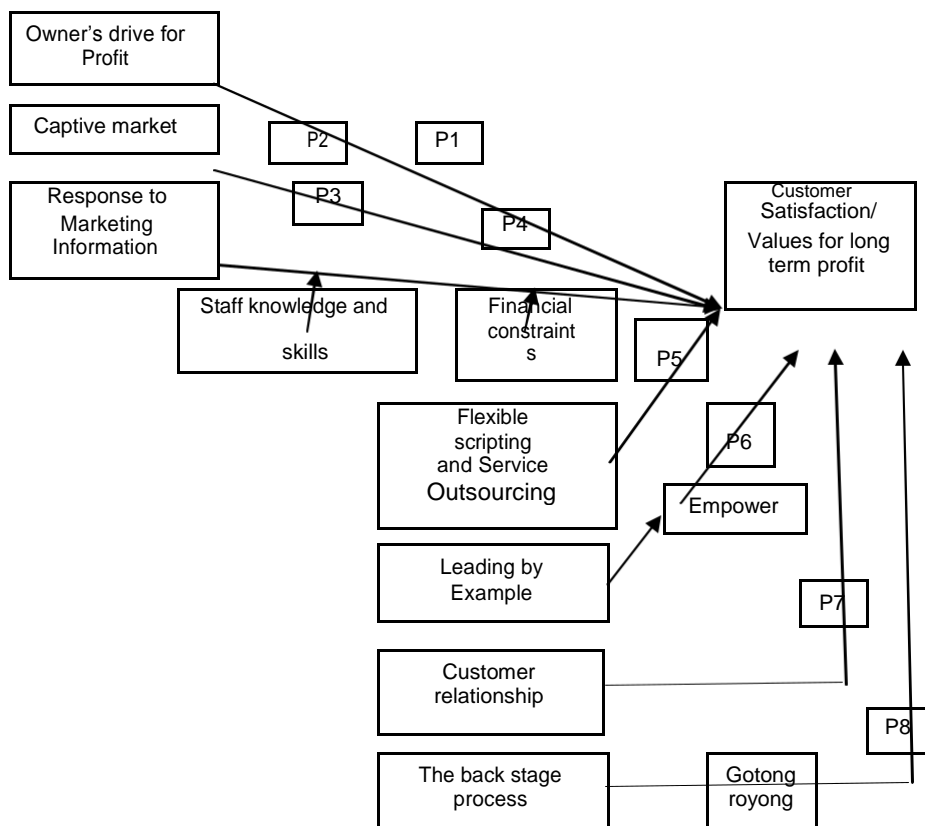 Owner's drive for
Profit
Captive market
P2
P1
Response to
Marketing
Information
P3
P4
Customer
Satisfaction/
Values for long
term profit
Staff knowledge and
skills
Financial
constraint
s
P5
Flexible
scripting
and Service
Outsourcing
P6
Empower
Leading by
Example
P7
Customer
relationship
P8
The back stage
process
Gotong
royong